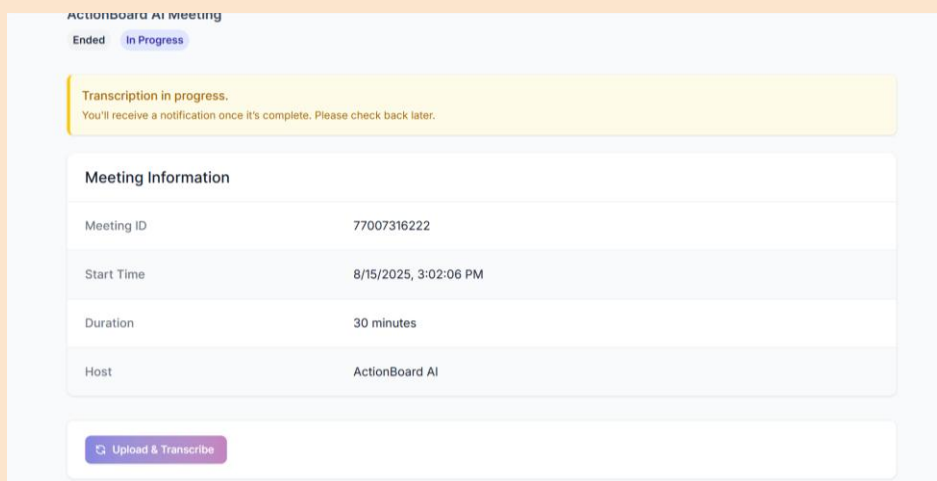 ActionBoard AI Meeting
Ended In Progress
Transcription in progress.
You'll receive a notification once it's complete. Please check back later.
Meeting Information
Meeting ID 77007316222
Start Time 8/15/2025, 3:02:06 PM
Duration 30 minutes
Host ActionBoard AI
Upload & Transcribe